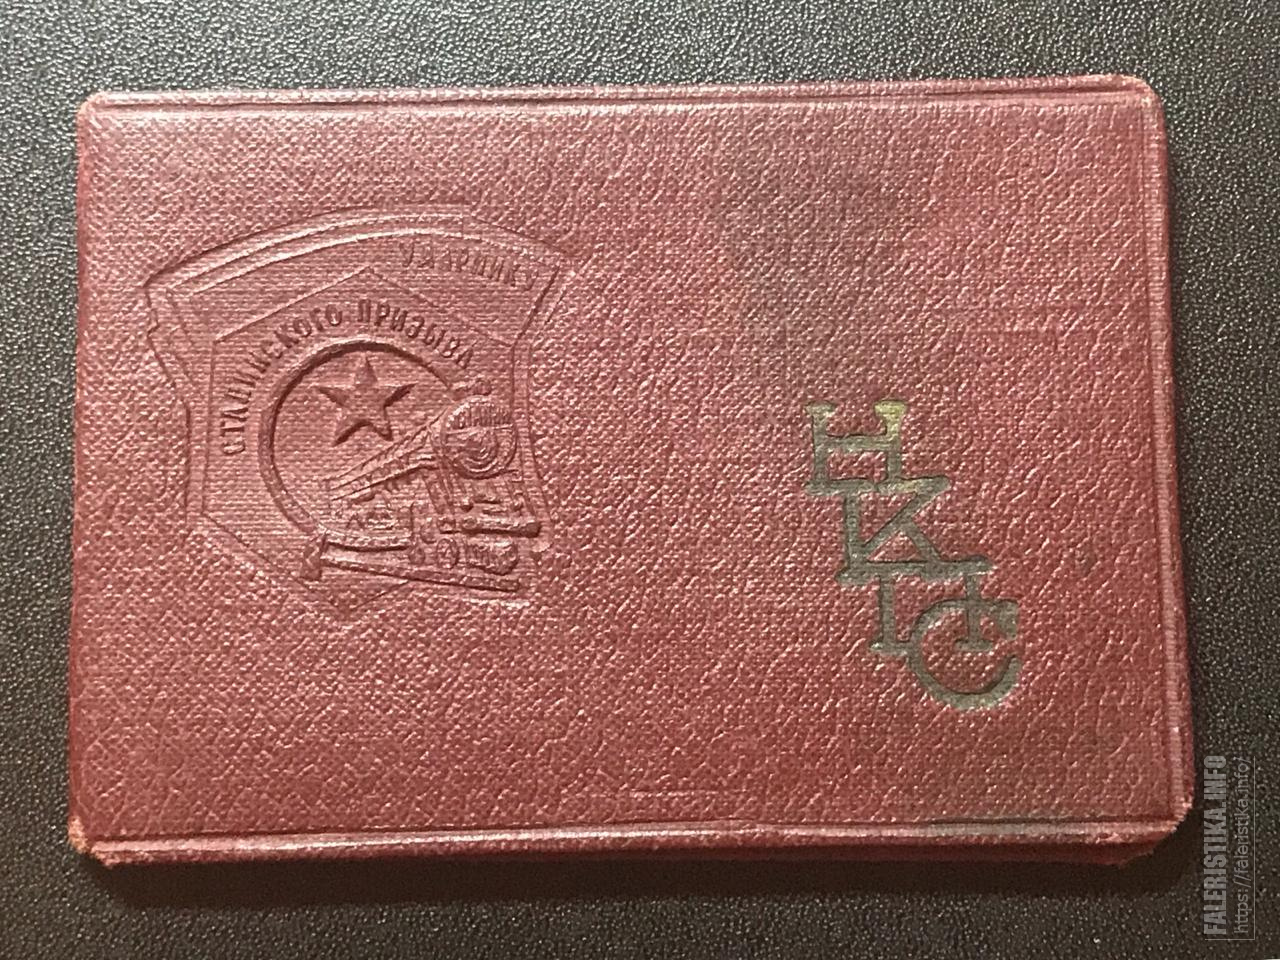 УДАРНИКУ
СТАЛИНСКОГО ПРИЗЫВА
НКПС
FALERISTIKA.INFO
https://faleristika.info/